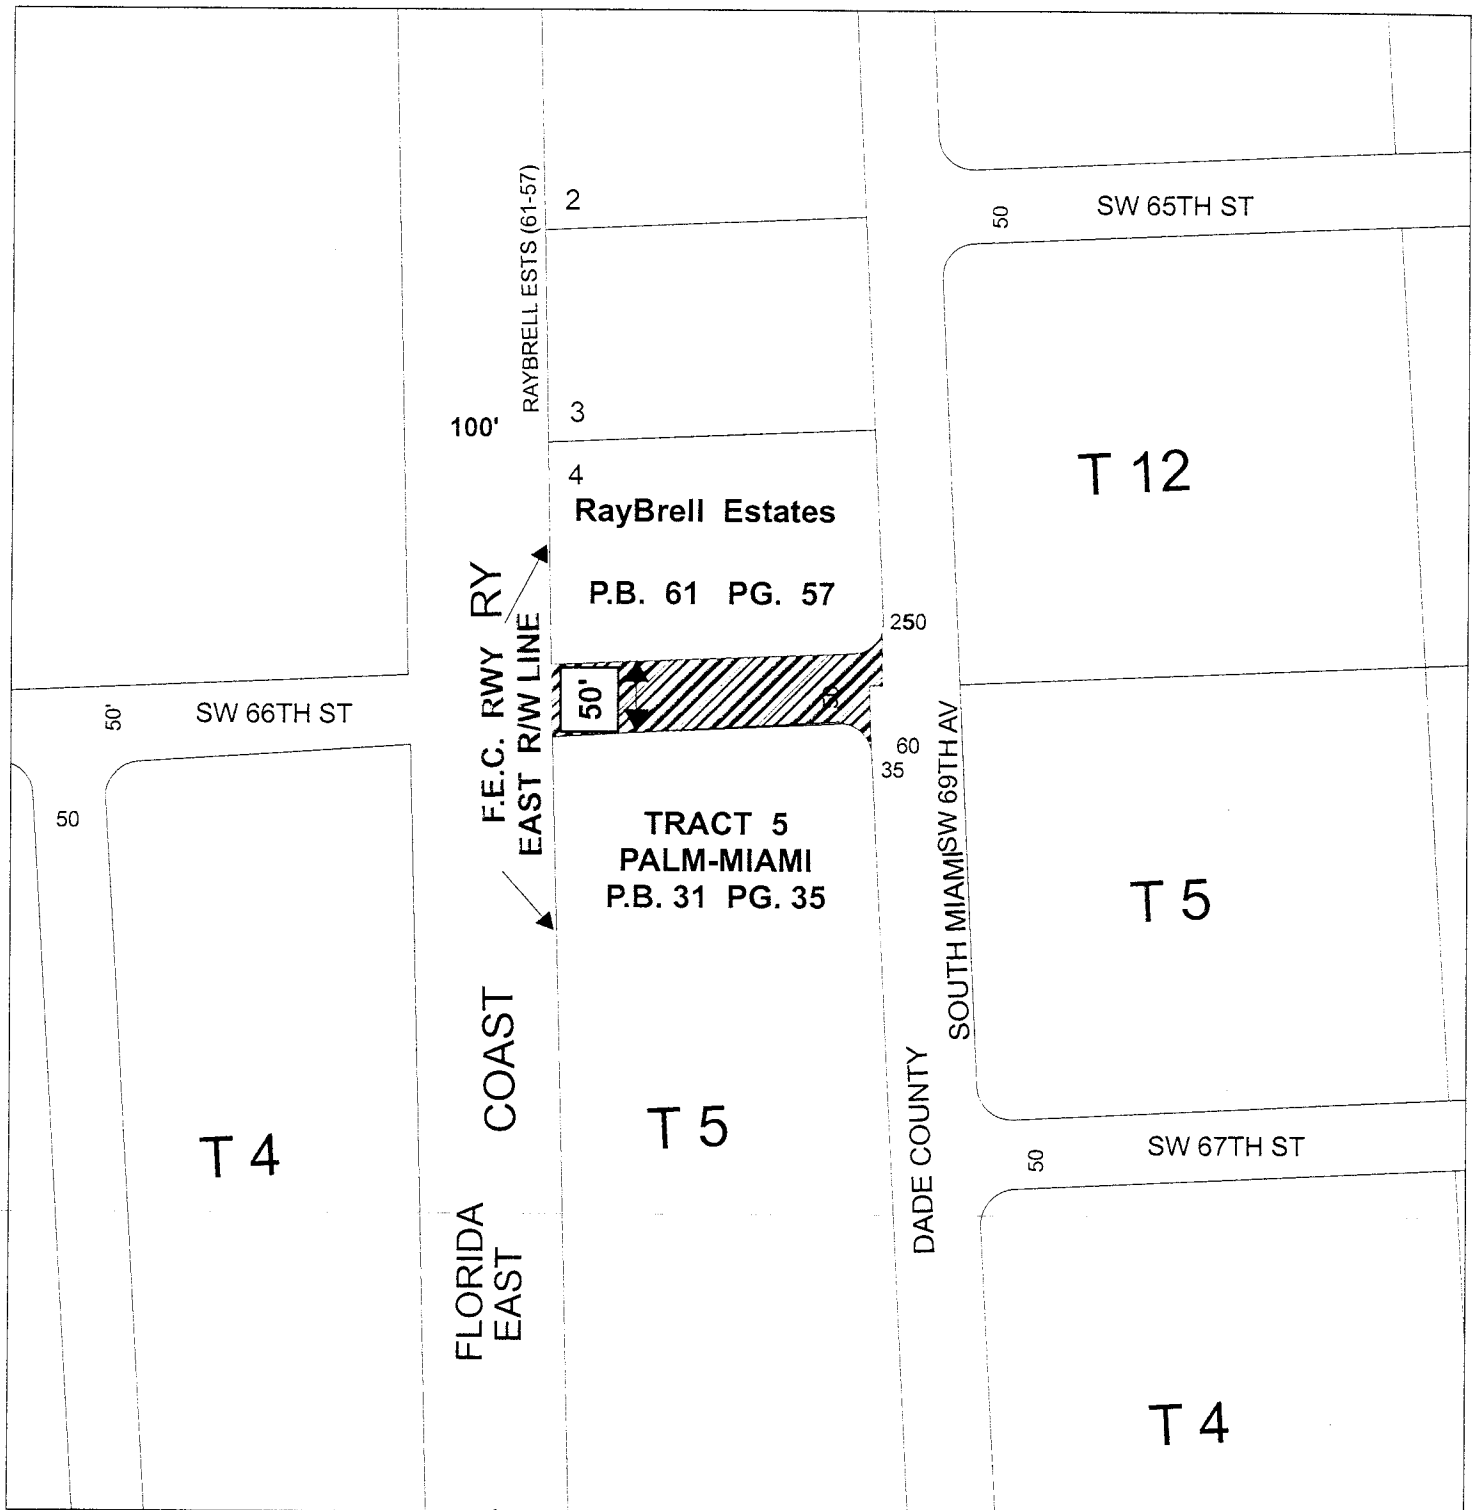 RAYBRELL ESTS (61-57)
2
50
SW 65TH ST
3
100'
4
T 12
RayBrell Estates
P.B. 61 PG. 57
250
F.E.C. RWY
EAST R/W LINE
RY
50'
50
50'
SW 66TH ST
60
35
50
SW 69TH AV
SOUTH MIAMI
TRACT 5
PALM-MIAMI
P.B. 31 PG. 35
T 5
COAST
T 5
T 4
DADE COUNTY
50
SW 67TH ST
FLORIDA
EAST
T 4